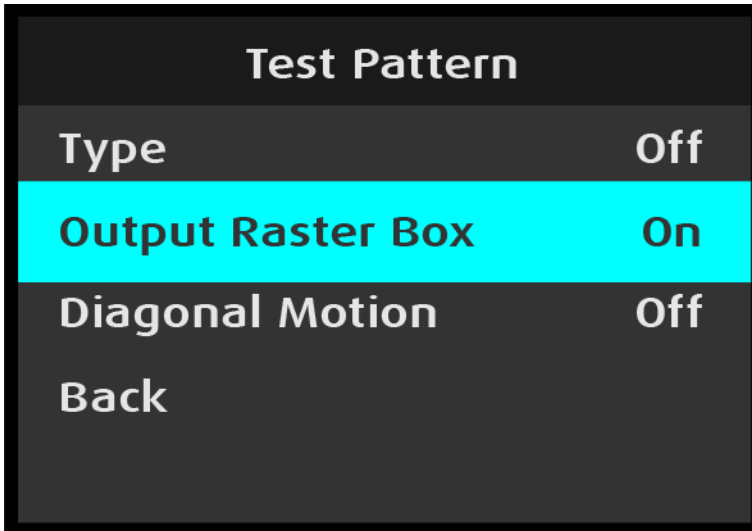 Test Pattern
Type Off
Output Raster Box On
Diagonal Motion Off
Back